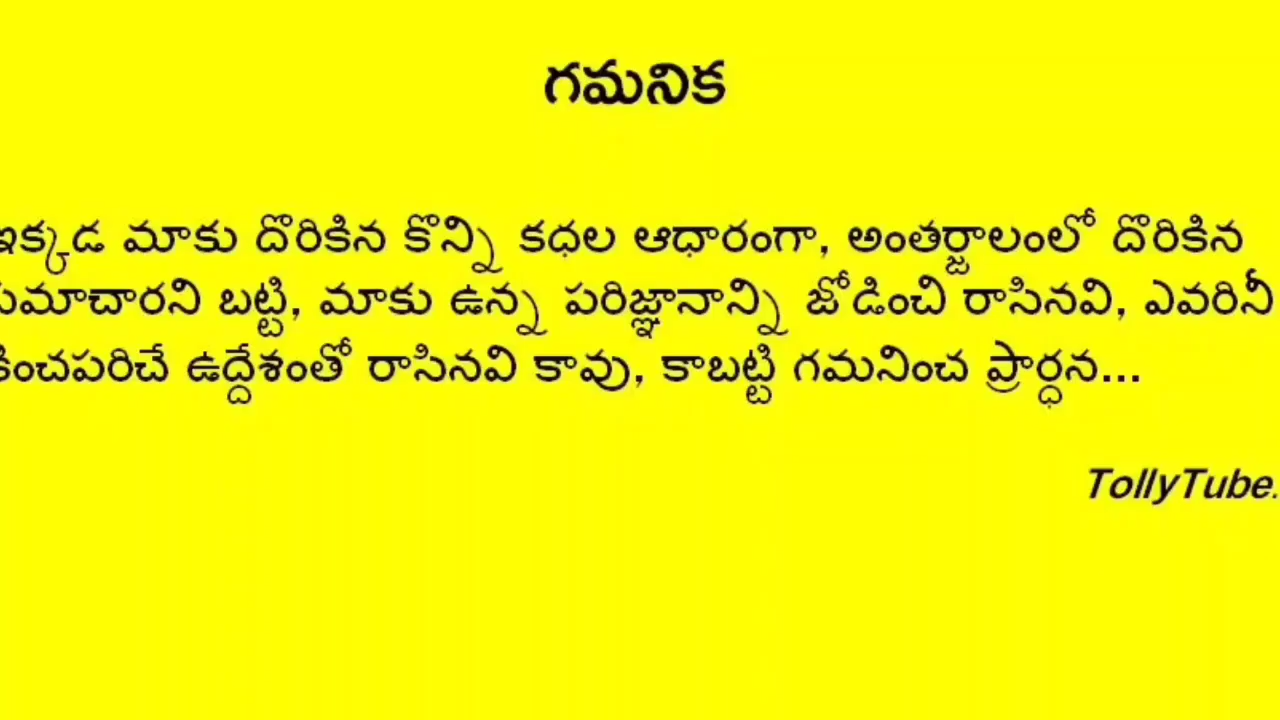 గమనిక
ఇక్కడ మాకు దొరికిన కొన్ని కధల ఆధారంగా, అంతర్జాలంలో దొరికిన
సమాచారని బట్టి, మాకు ఉన్న పరిజ్ఞానాన్ని జోడించి రాసినవి, ఎవరినీ
కించపరిచే ఉద్దేశంతో రాసినవి కావు, కాబట్టి గమనించ ప్రార్ధన...
TollyTube.